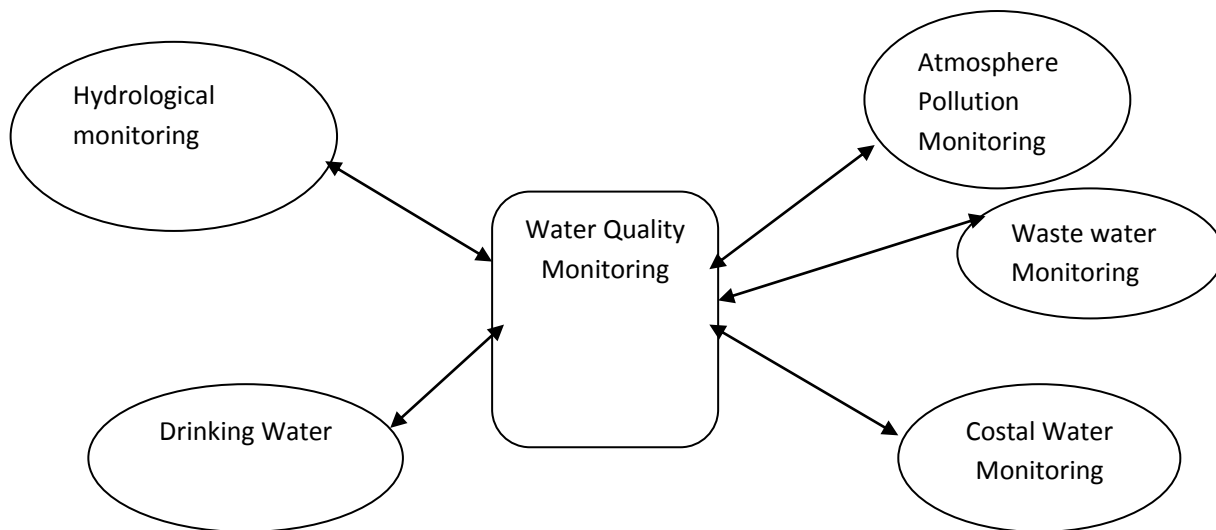 Hydrological
monitoring
Atmosphere
Pollution
Monitoring
Water Quality
Monitoring
Waste water
Monitoring
Drinking Water
Costal Water
Monitoring